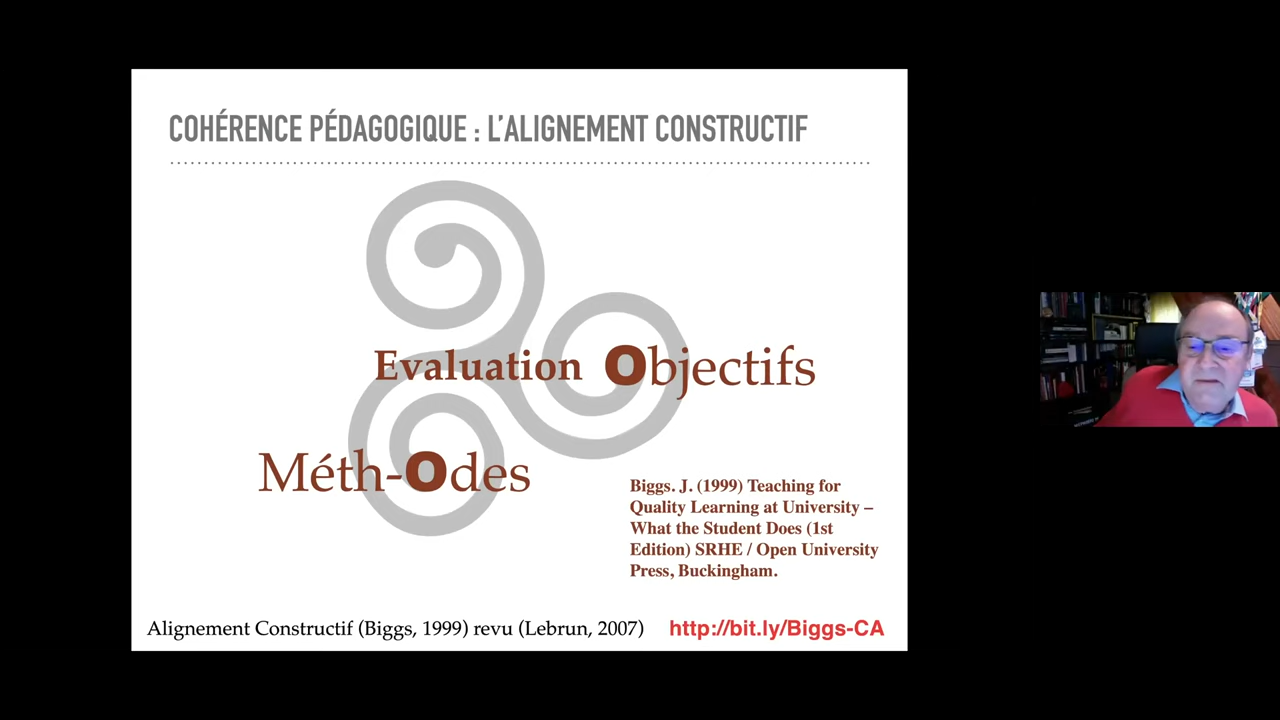 COHÉRENCE PÉDAGOGIQUE : L'ALIGNEMENT CONSTRUCTIF
Evaluation Objectifs
Méth-Odes
Biggs. J. (1999) Teaching for
Quality Learning at University –
What the Student Does (1st
Edition) SRHE / Open University
Press, Buckingham.
Alignement Constructif (Biggs, 1999) revu (Lebrun, 2007) http://bit.ly/Biggs-CA